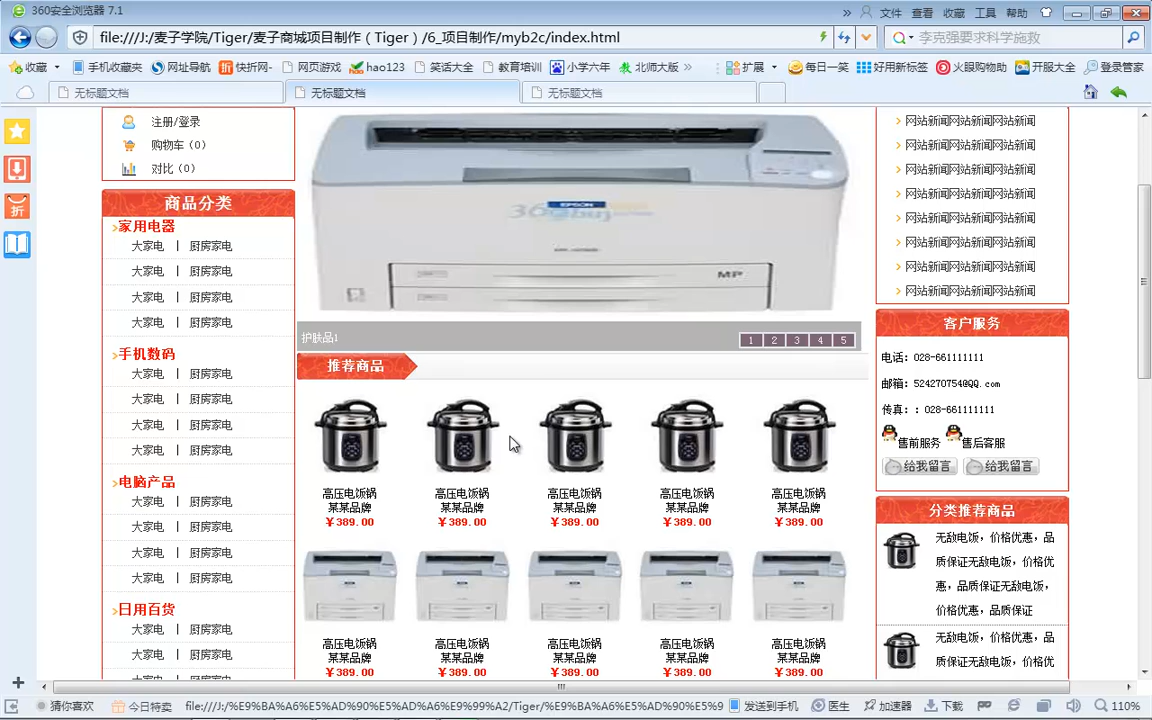 360安全浏览器 7.1
» 文件 查看 收藏 工具 帮助
file:///J:/麦子学院/Tiger/麦子商城项目制作（Tiger）/6_项目制作/myb2c/index.html
李克强要求科学施救
收藏 手机收藏夹 网址导航 快折网- 网页游戏 hao123 笑话大全 教育培训 小学六年 北师大版 » 扩展 每日一笑 好用新标签 火眼购物助 开服大全 登录管家
无标题文档 无标题文档 无标题文档
注册/登录
购物车（0）
对比（0）
商品分类
家用电器
大家电 | 厨房家电
大家电 | 厨房家电
大家电 | 厨房家电
大家电 | 厨房家电
手机数码
大家电 | 厨房家电
大家电 | 厨房家电
大家电 | 厨房家电
大家电 | 厨房家电
电脑产品
大家电 | 厨房家电
大家电 | 厨房家电
大家电 | 厨房家电
大家电 | 厨房家电
日用百货
大家电 | 厨房家电
大家电 | 厨房家电
EPSON
MP
护肤品1
1 2 3 4 5
推荐商品
高压电饭锅 高压电饭锅 高压电饭锅 高压电饭锅 高压电饭锅
某某品牌 某某品牌 某某品牌 某某品牌 某某品牌
￥389.00 ￥389.00 ￥389.00 ￥389.00 ￥389.00
高压电饭锅 高压电饭锅 高压电饭锅 高压电饭锅 高压电饭锅
某某品牌 某某品牌 某某品牌 某某品牌 某某品牌
￥389.00 ￥389.00 ￥389.00 ￥389.00 ￥389.00
网站新闻网站新闻网站新闻
网站新闻网站新闻网站新闻
网站新闻网站新闻网站新闻
网站新闻网站新闻网站新闻
网站新闻网站新闻网站新闻
网站新闻网站新闻网站新闻
网站新闻网站新闻网站新闻
网站新闻网站新闻网站新闻
客户服务
电话：028-661111111
邮箱：524270754@QQ.com
传真：：028-661111111
售前服务 售后客服
给我留言 给我留言
分类推荐商品
无敌电饭，价格优惠，品
质保证无敌电饭，价格优
惠，品质保证无敌电饭，
价格优惠，品质保证
无敌电饭，价格优惠，品
质保证无敌电饭，价格优
猜你喜欢 今日特卖 file:///J:/%E9%BA%A6%E5%AD%90%E5%AD%A6%E9%99%A2/Tiger/%E9%BA%A6%E5%AD%90%E5%9 发送到手机 医生 加速器 下载 110%